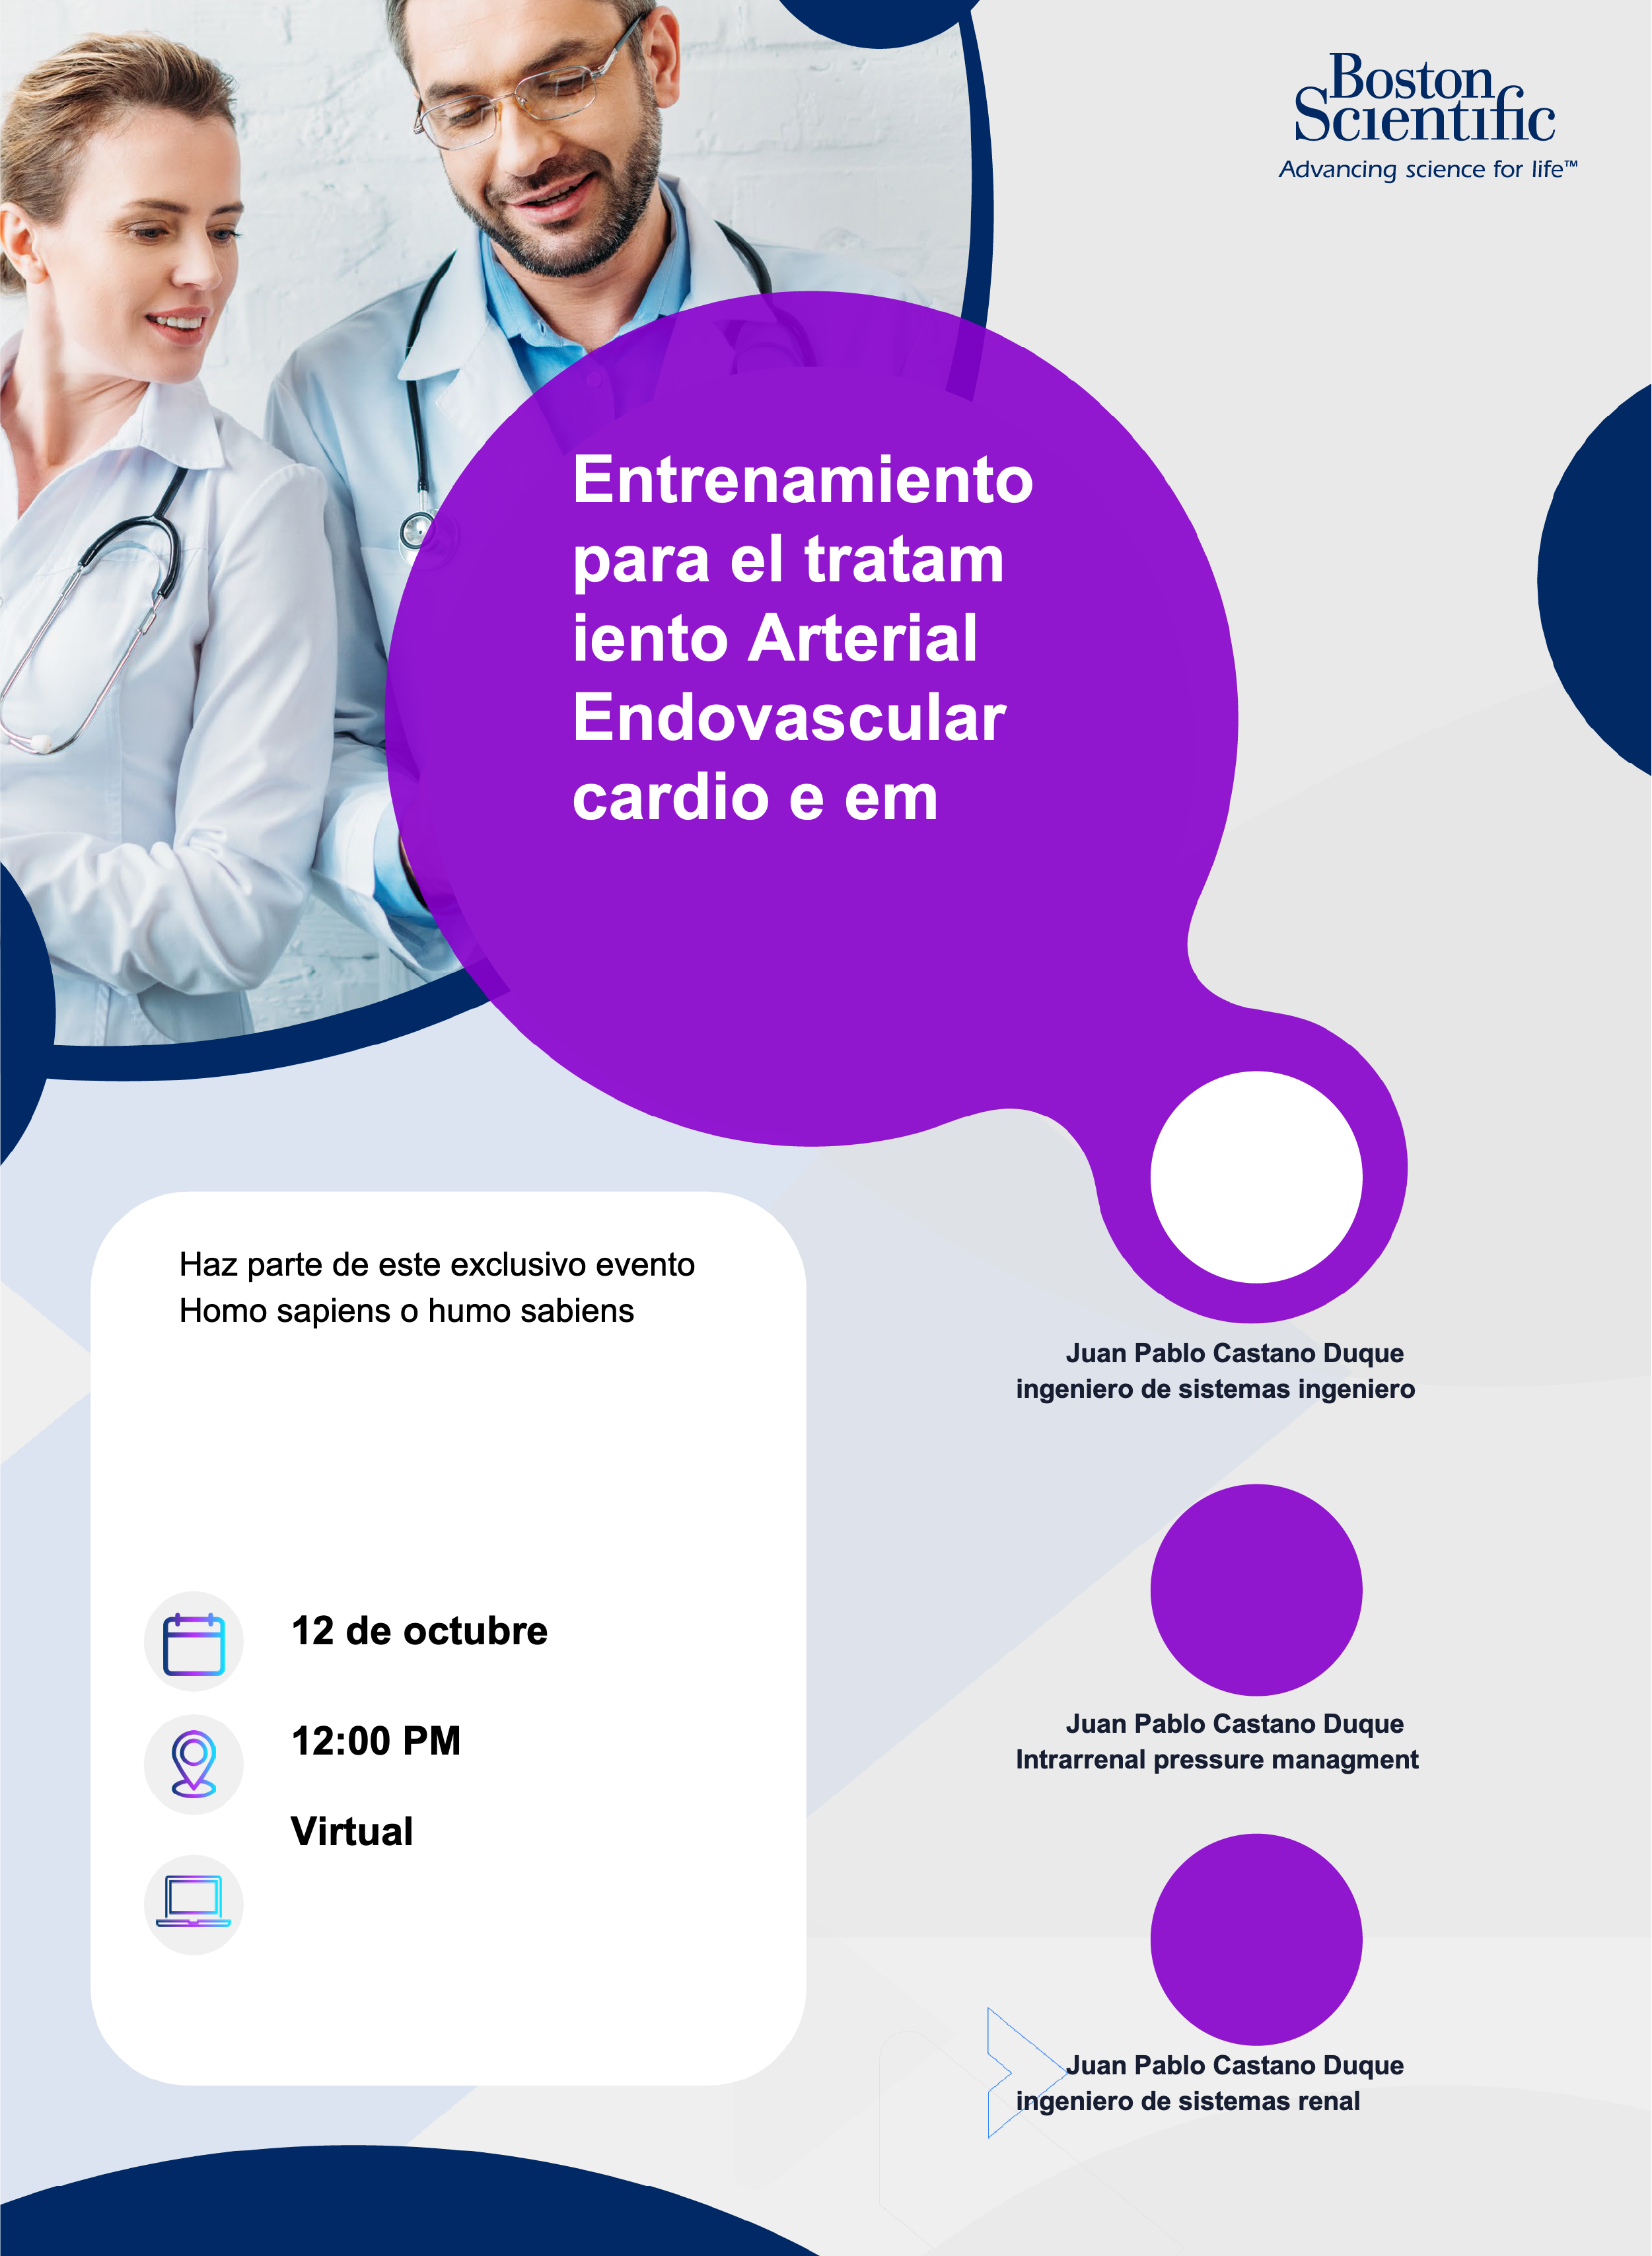 Boston
Scientific
Advancing science for life™
Entrenamiento
para el tratam
iento Arterial
Endovascular
cardio e em
Haz parte de este exclusivo evento
Homo sapiens o humo sabiens
12 de octubre
12:00 PM
Virtual
Juan Pablo Castano Duque
ingeniero de sistemas ingeniero
Juan Pablo Castano Duque
Intrarrenal pressure managment
Juan Pablo Castano Duque
ingeniero de sistemas renal